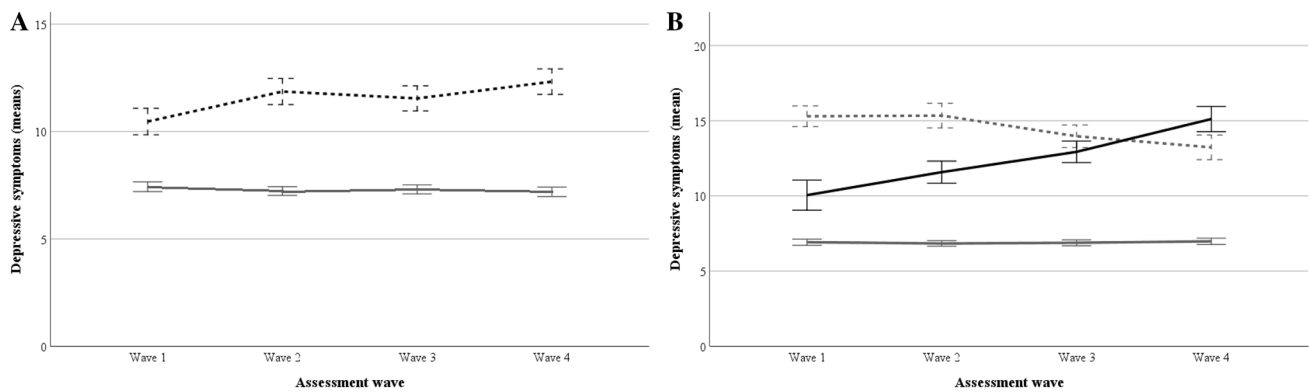 A
Depressive symptoms (means)
15
10
5
0
Wave 1
Wave 2
Wave 3
Wave 4
Assessment wave
B
Depressive symptoms (mean)
20
15
10
5
0
Wave 1
Wave 2
Wave 3
Wave 4
Assessment wave